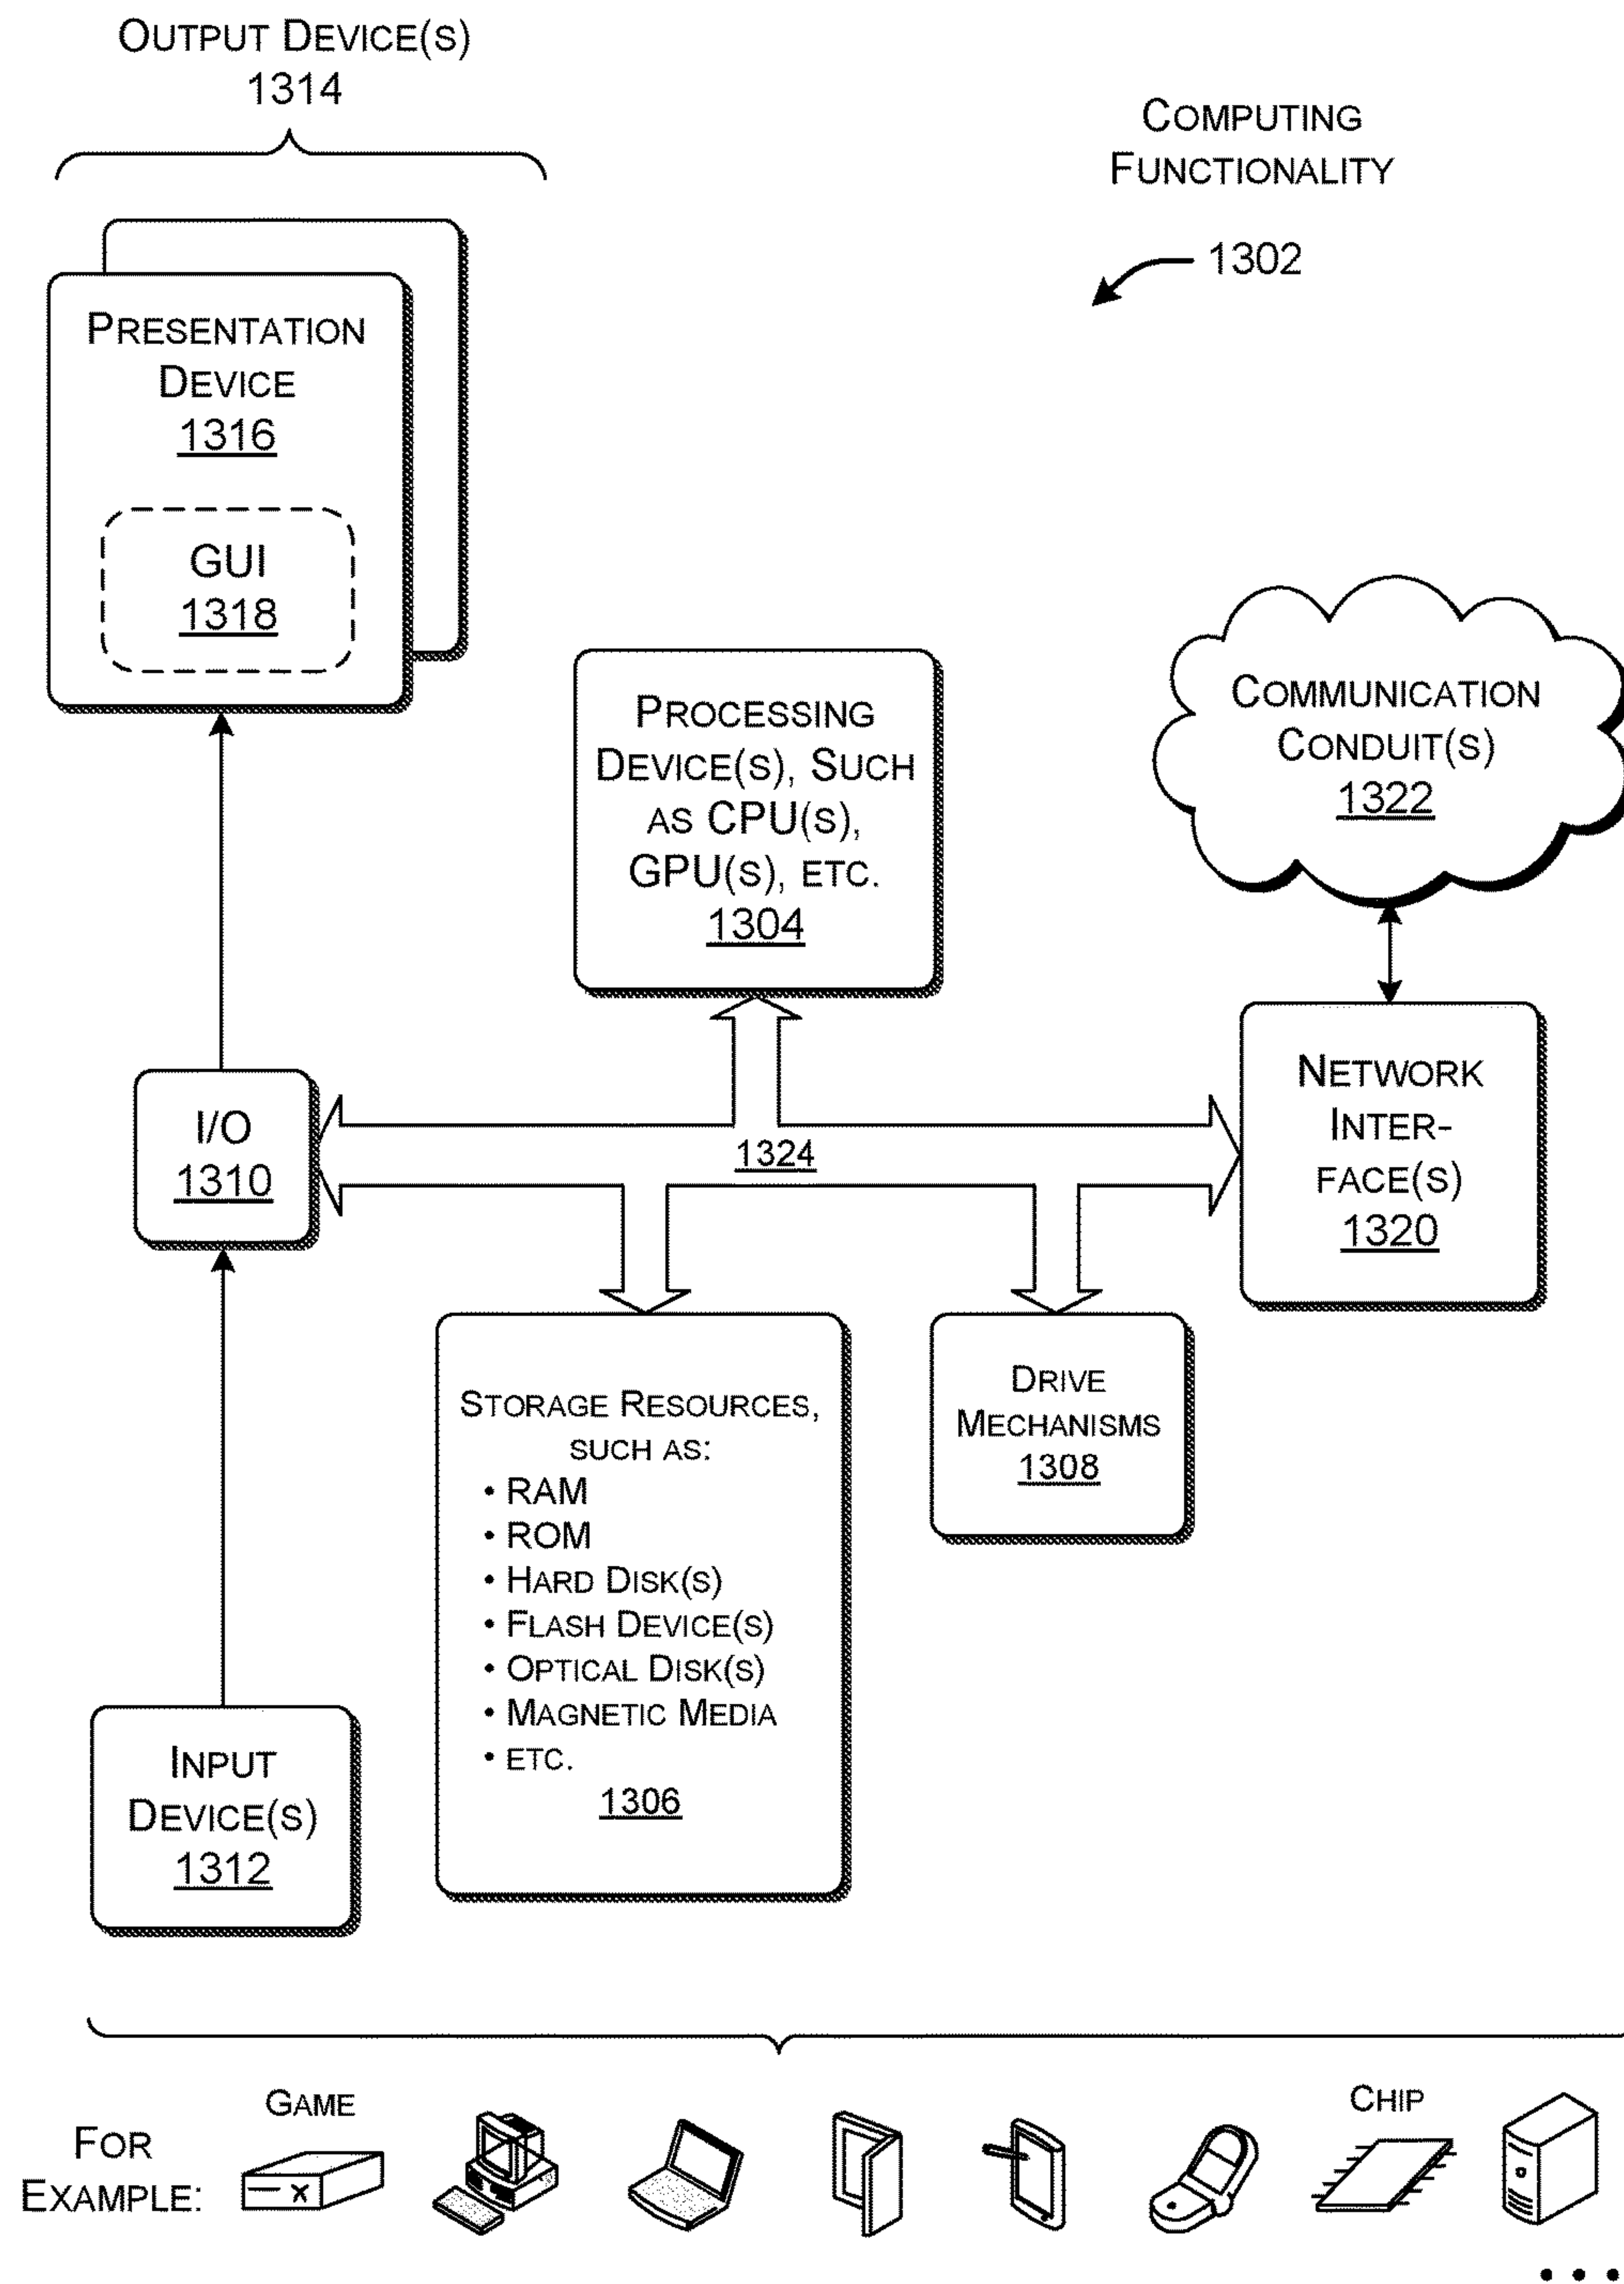 OUTPUT DEVICE(S)
1314
COMPUTING
FUNCTIONALITY
1302
PRESENTATION
DEVICE
1316
GUI
1318
PROCESSING
DEVICE(S), SUCH
AS CPU(S),
GPU(S), ETC.
1304
COMMUNICATION
CONDUIT(S)
1322
I/O
1310
1324
NETWORK
INTER-
FACE(S)
1320
STORAGE RESOURCES,
SUCH AS:
• RAM
• ROM
• HARD DISK(S)
• FLASH DEVICE(S)
• OPTICAL DISK(S)
• MAGNETIC MEDIA
• ETC.
1306
DRIVE
MECHANISMS
1308
INPUT
DEVICE(S)
1312
FOR
EXAMPLE:
GAME
CHIP
• • •